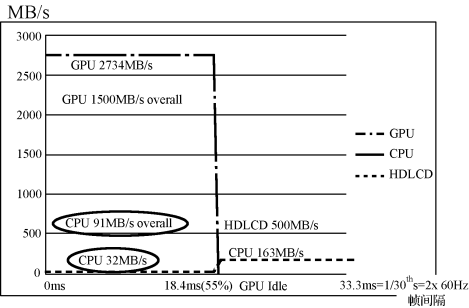 MB/s
3000
GPU 2734MB/s
2500
GPU 1500MB/s overall
2000
GPU
1500
CPU
HDLCD
1000
CPU 91MB/s overall
HDLCD 500MB/s
500
CPU 32MB/s
CPU 163MB/s
0
0ms
18.4ms(55%)
GPU Idle
33.3ms=1/30th s=2x 60Hz
帧间隔